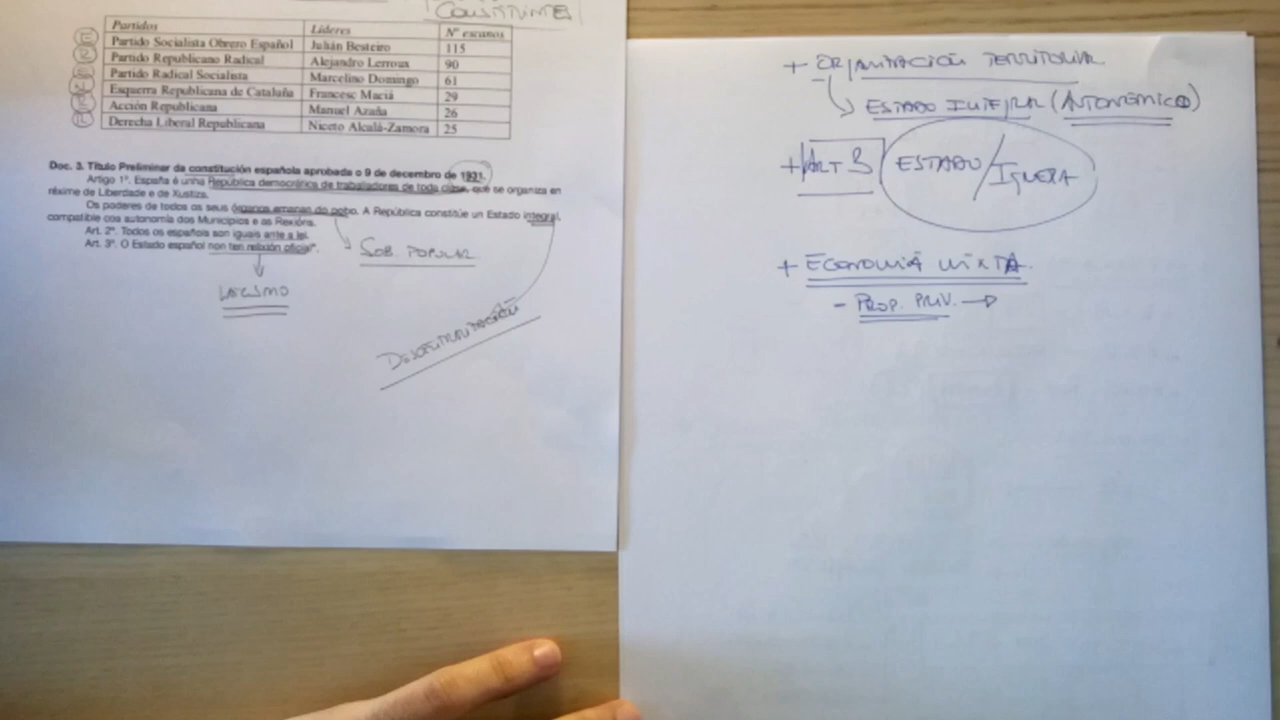 CONSTITUINTES
Partidos Líderes Nº escanos
Partido Socialista Obrero Español Julián Besteiro 115
Partido Republicano Radical Alejandro Lerroux 90
Partido Radical Socialista Marcelino Domingo 61
Esquerra Republicana de Cataluña Francesc Maciá 29
Acción Republicana Manuel Azaña 26
Derecha Liberal Republicana Niceto Alcalá-Zamora 25
Doc. 3. Título Preliminar da constitución española aprobada o 9 de decembro de 1931.
Artigo 1º. España é unha República democrática de traballadores de toda clase, que se organiza en
réxime de Liberdade e de Xustiza.
Os poderes de todos os seus órganos emanan do pobo. A República constitúe un Estado integral,
compatible coa autonomía dos Municipios e as Rexións.
Art. 2º. Todos os españois son iguais ante a lei.
Art. 3º. O Estado español non ten relixión oficial".
SOB. POPULAR
LAICISMO
DESCENTRALIZACIÓN
+ ORGANIZACIÓN TERRITORIAL
ESTADO INTEGRAL (AUTONÓMICO)
+ ART 3 ESTADO/IGREXA
+ ECONOMÍA MIXTA.
- PROP. PRIV. →